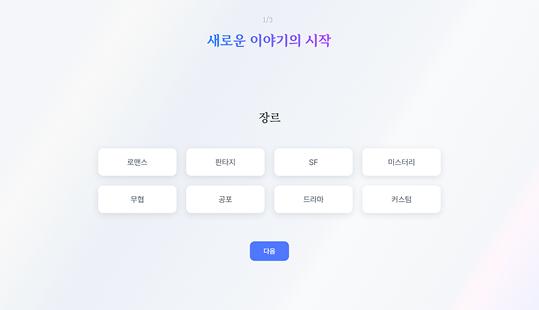 1/3
새로운 이야기의 시작
장르
로맨스 판타지 SF 미스터리
무협 공포 드라마 커스텀
다음